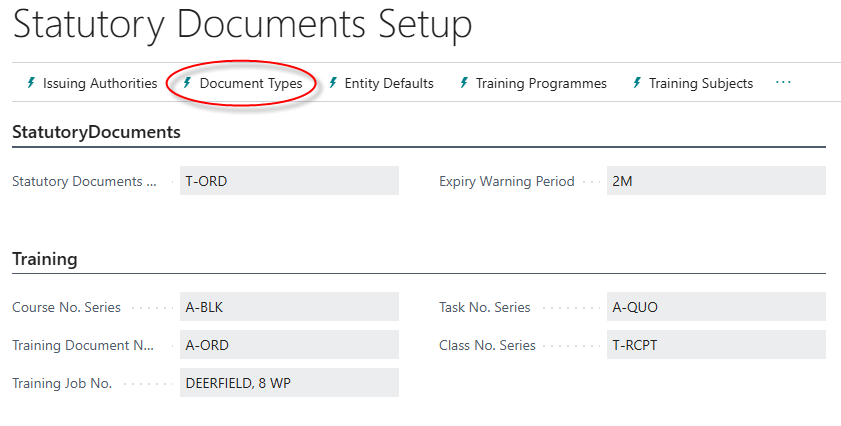 Statutory Documents Setup
Issuing Authorities Document Types Entity Defaults Training Programmes Training Subjects ...
StatutoryDocuments
Statutory Documents ... T-ORD Expiry Warning Period 2M
Training
Course No. Series A-BLK Task No. Series A-QUO
Training Document N... A-ORD Class No. Series T-RCPT
Training Job No. DEERFIELD, 8 WP